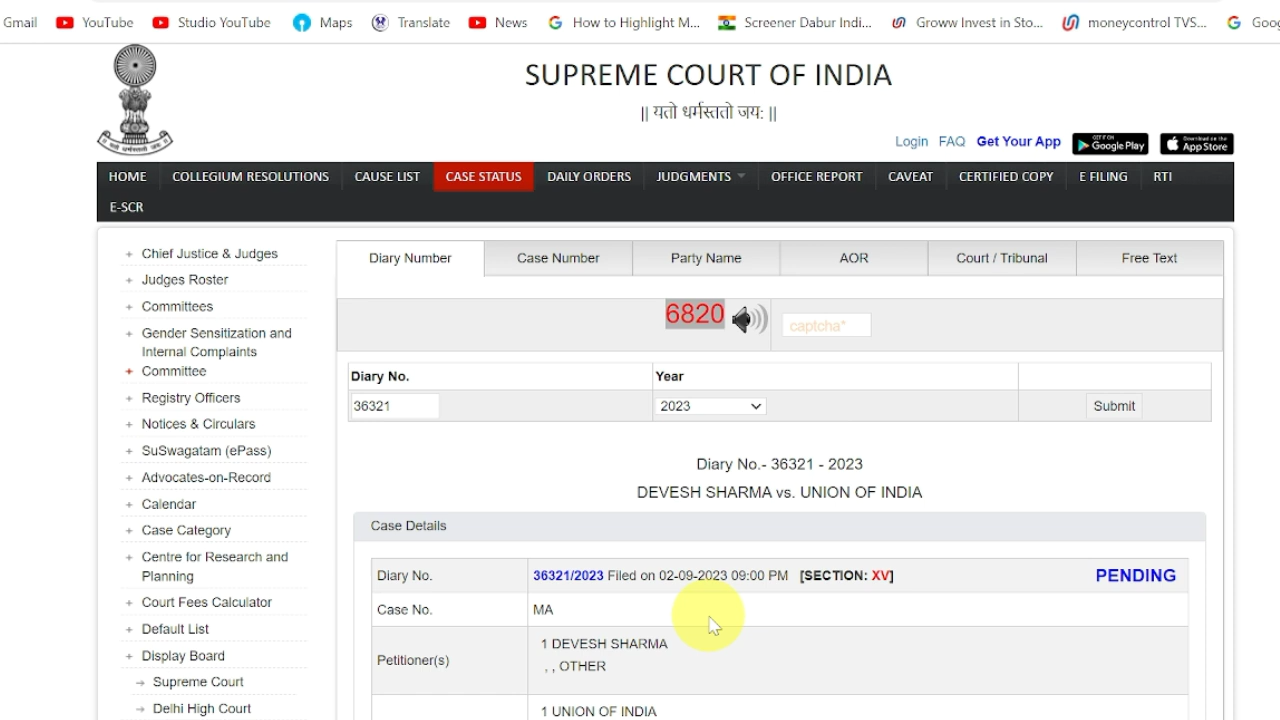 Gmail YouTube Studio YouTube Maps Translate News How to Highlight M... Screener Dabur Indi... Groww Invest in Sto... moneycontrol TVS... Goog
SUPREME COURT OF INDIA
|| यतो धर्मस्ततो जय: ||
Login FAQ Get Your App GET IT ON Google Play Download on the App Store
HOME COLLEGIUM RESOLUTIONS CAUSE LIST CASE STATUS DAILY ORDERS JUDGMENTS OFFICE REPORT CAVEAT CERTIFIED COPY E FILING RTI
E-SCR
Chief Justice & Judges
Judges Roster
Committees
Gender Sensitization and
Internal Complaints
Committee
Registry Officers
Notices & Circulars
SuSwagatam (ePass)
Advocates-on-Record
Calendar
Case Category
Centre for Research and
Planning
Court Fees Calculator
Default List
Display Board
Supreme Court
Delhi High Court
Diary Number Case Number Party Name AOR Court / Tribunal Free Text
6820 captcha*
Diary No. Year
36321 2023 Submit
Diary No.- 36321 - 2023
DEVESH SHARMA vs. UNION OF INDIA
Case Details
Diary No. 36321/2023 Filed on 02-09-2023 09:00 PM [SECTION: XV] PENDING
Case No. MA
Petitioner(s) 1 DEVESH SHARMA
, , OTHER
1 UNION OF INDIA